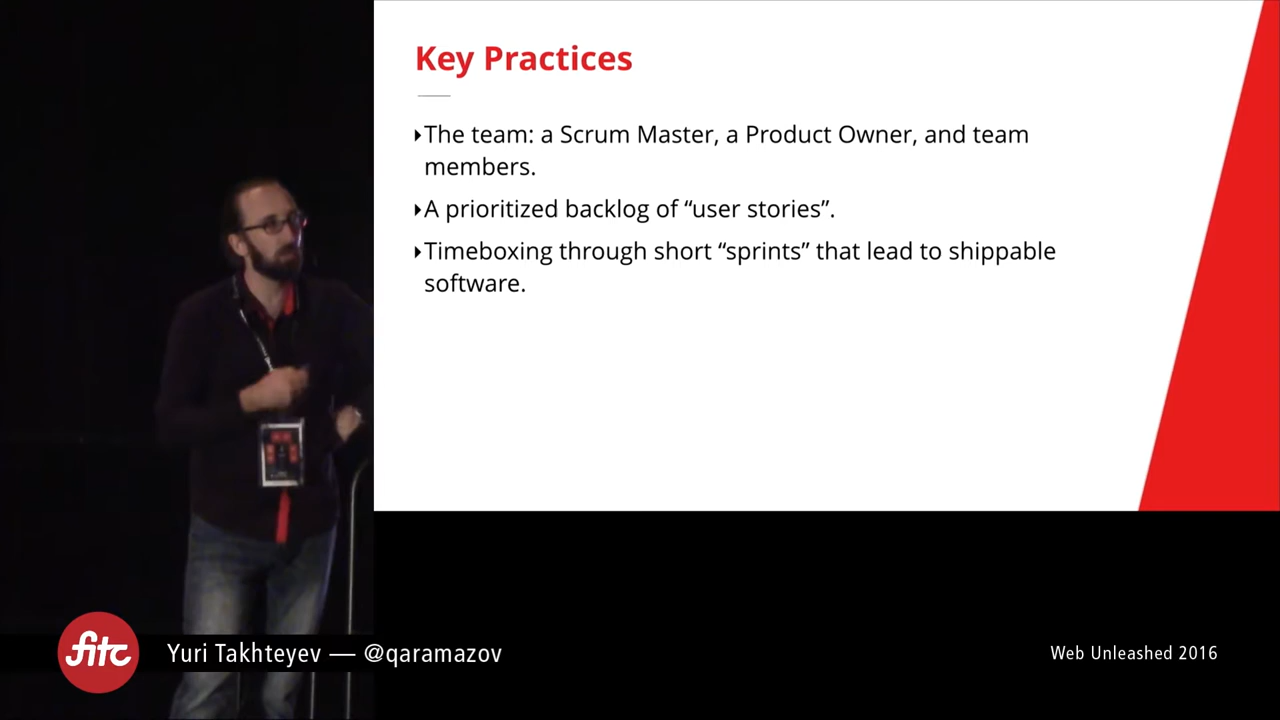 Key Practices
The team: a Scrum Master, a Product Owner, and team
members.
A prioritized backlog of “user stories”.
Timeboxing through short “sprints” that lead to shippable
software.
fitc
Yuri Takhteyev — @qaramazov
Web Unleashed 2016